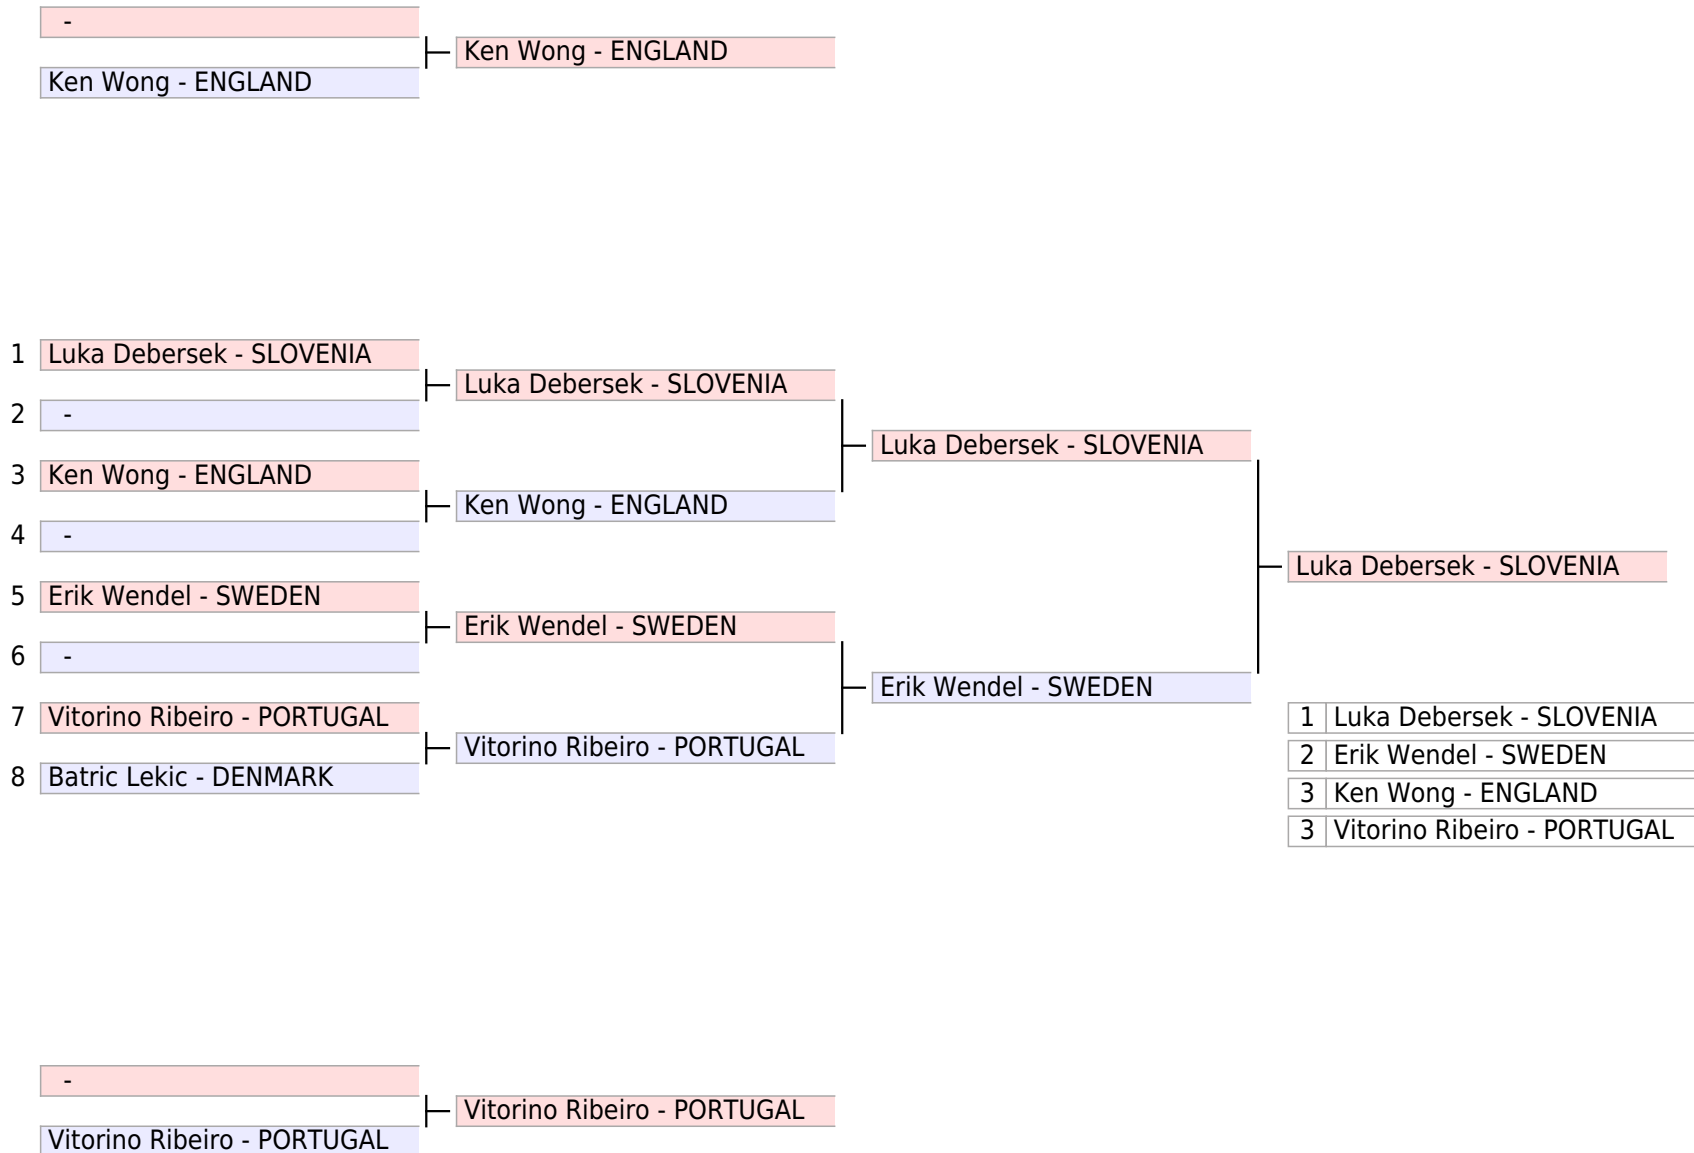 -
Ken Wong - ENGLAND
Ken Wong - ENGLAND
1 Luka Debersek - SLOVENIA
Luka Debersek - SLOVENIA
2 -
Luka Debersek - SLOVENIA
3 Ken Wong - ENGLAND
Ken Wong - ENGLAND
4 -
Luka Debersek - SLOVENIA
5 Erik Wendel - SWEDEN
Erik Wendel - SWEDEN
6 -
Erik Wendel - SWEDEN
7 Vitorino Ribeiro - PORTUGAL
Vitorino Ribeiro - PORTUGAL
8 Batric Lekic - DENMARK
1 Luka Debersek - SLOVENIA
2 Erik Wendel - SWEDEN
3 Ken Wong - ENGLAND
3 Vitorino Ribeiro - PORTUGAL
-
Vitorino Ribeiro - PORTUGAL
Vitorino Ribeiro - PORTUGAL